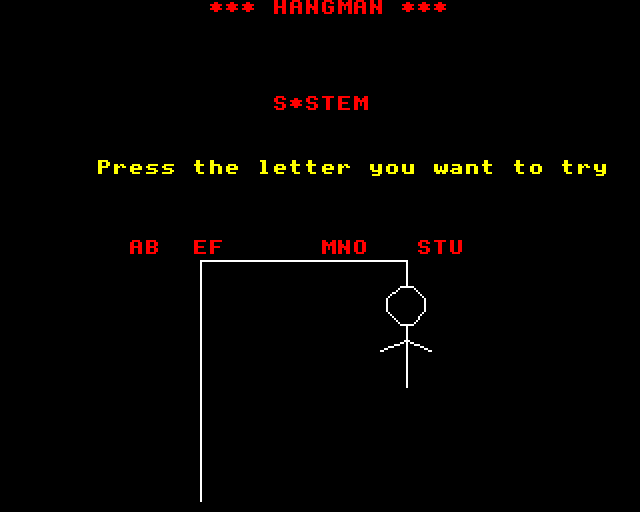 *** HANGMAN ***
S*STEM
Press the letter you want to try
AB  EF      MNO   STU